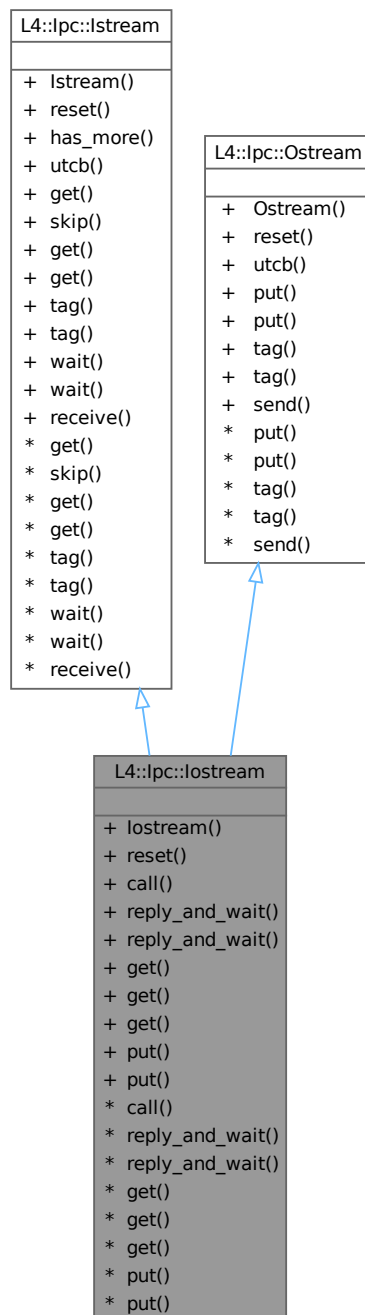 L4::Ipc::Istream
+ Istream()
+ reset()
+ has_more()
+ utcb()
+ get()
+ skip()
+ get()
+ get()
+ tag()
+ tag()
+ wait()
+ wait()
+ receive()
* get()
* skip()
* get()
* get()
* tag()
* tag()
* wait()
* wait()
* receive()
L4::Ipc::Ostream
+ Ostream()
+ reset()
+ utcb()
+ put()
+ put()
+ tag()
+ tag()
+ send()
* put()
* put()
* tag()
* tag()
* send()
L4::Ipc::Iostream
+ Iostream()
+ reset()
+ call()
+ reply_and_wait()
+ reply_and_wait()
+ get()
+ get()
+ get()
+ put()
+ put()
* call()
* reply_and_wait()
* reply_and_wait()
* get()
* get()
* get()
* put()
* put()